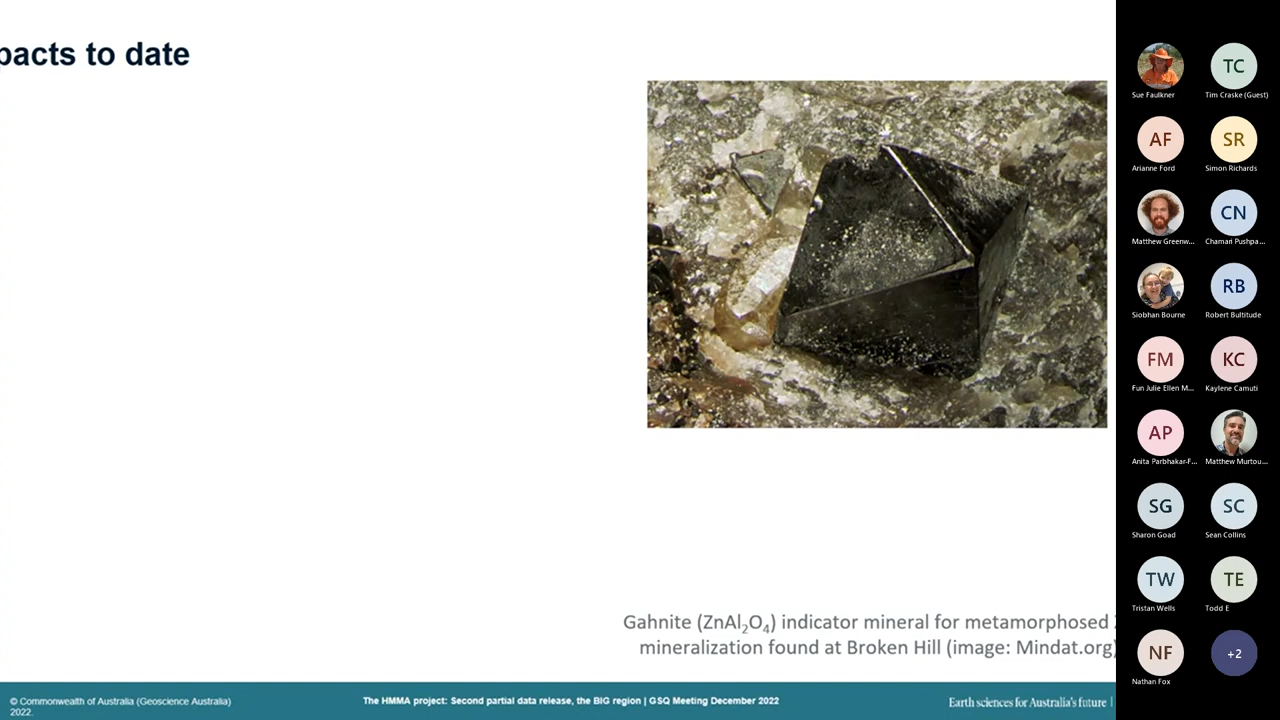 pacts to date
Gahnite (ZnAl₂O₄) indicator mineral for metamorphosed
mineralization found at Broken Hill (image: Mindat.org)
© Commonwealth of Australia (Geoscience Australia)
2022.
The HMMA project: Second partial data release, the BIG region | GSQ Meeting December 2022
Earth sciences for Australia's future |
Sue Faulkner
TC
Tim Craske (Guest)
AF
Arianne Ford
SR
Simon Richards
Matthew Greenw...
CN
Chamari Pushpa...
Siobhan Bourne
RB
Robert Bultitude
FM
Fun Julie Ellen M...
KC
Kaylene Camuti
AP
Anita Parbhakar-F...
Matthew Murtou...
SG
Sharon Goad
SC
Sean Collins
TW
Tristan Wells
TE
Todd E
NF
Nathan Fox
+2